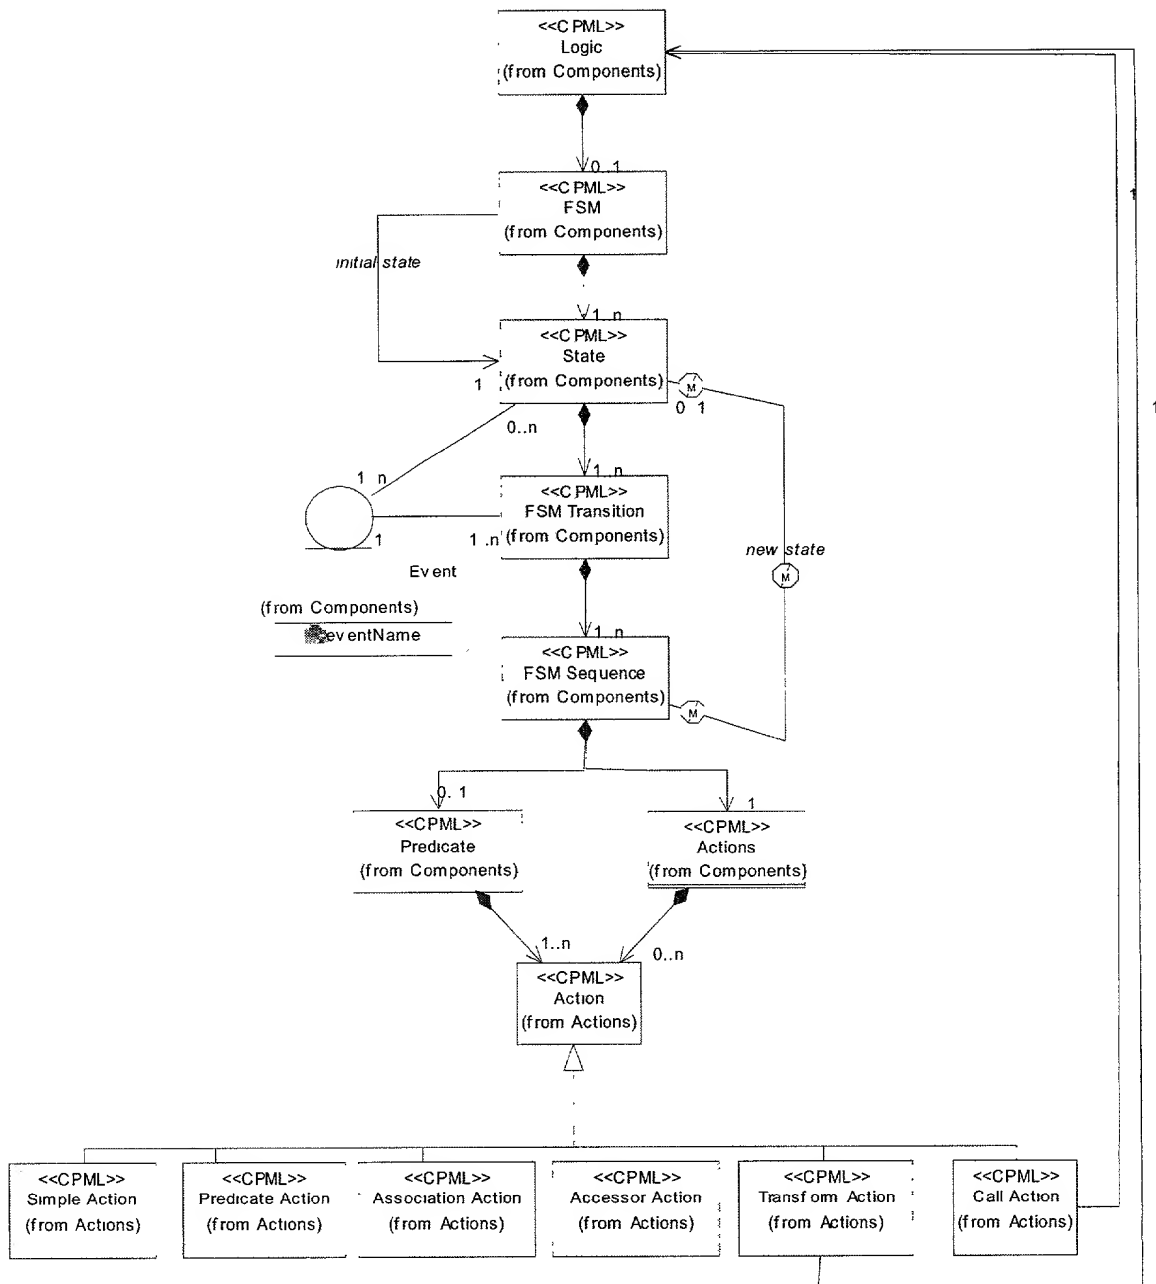 <<CPML>>
Logic
(from Components)
0..1
<<CPML>>
FSM
(from Components)
1
initial state
1..n
<<CPML>>
State
(from Components)
1
0 1
1
0..n
1 n
1..n
<<CPML>>
FSM Transition
(from Components)
1
1 .n
new state
Event
(from Components)
eventName
1..n
<<CPML>>
FSM Sequence
(from Components)
M
M
M
0. 1
1
<<CPML>>
Predicate
(from Components)
<<CPML>>
Actions
(from Components)
1..n
0..n
<<CPML>>
Action
(from Actions)
<<CPML>>
Simple Action
(from Actions)
<<CPML>>
Predicate Action
(from Actions)
<<CPML>>
Association Action
(from Actions)
<<CPML>>
Accessor Action
(from Actions)
<<CPML>>
Transform Action
(from Actions)
<<CPML>>
Call Action
(from Actions)